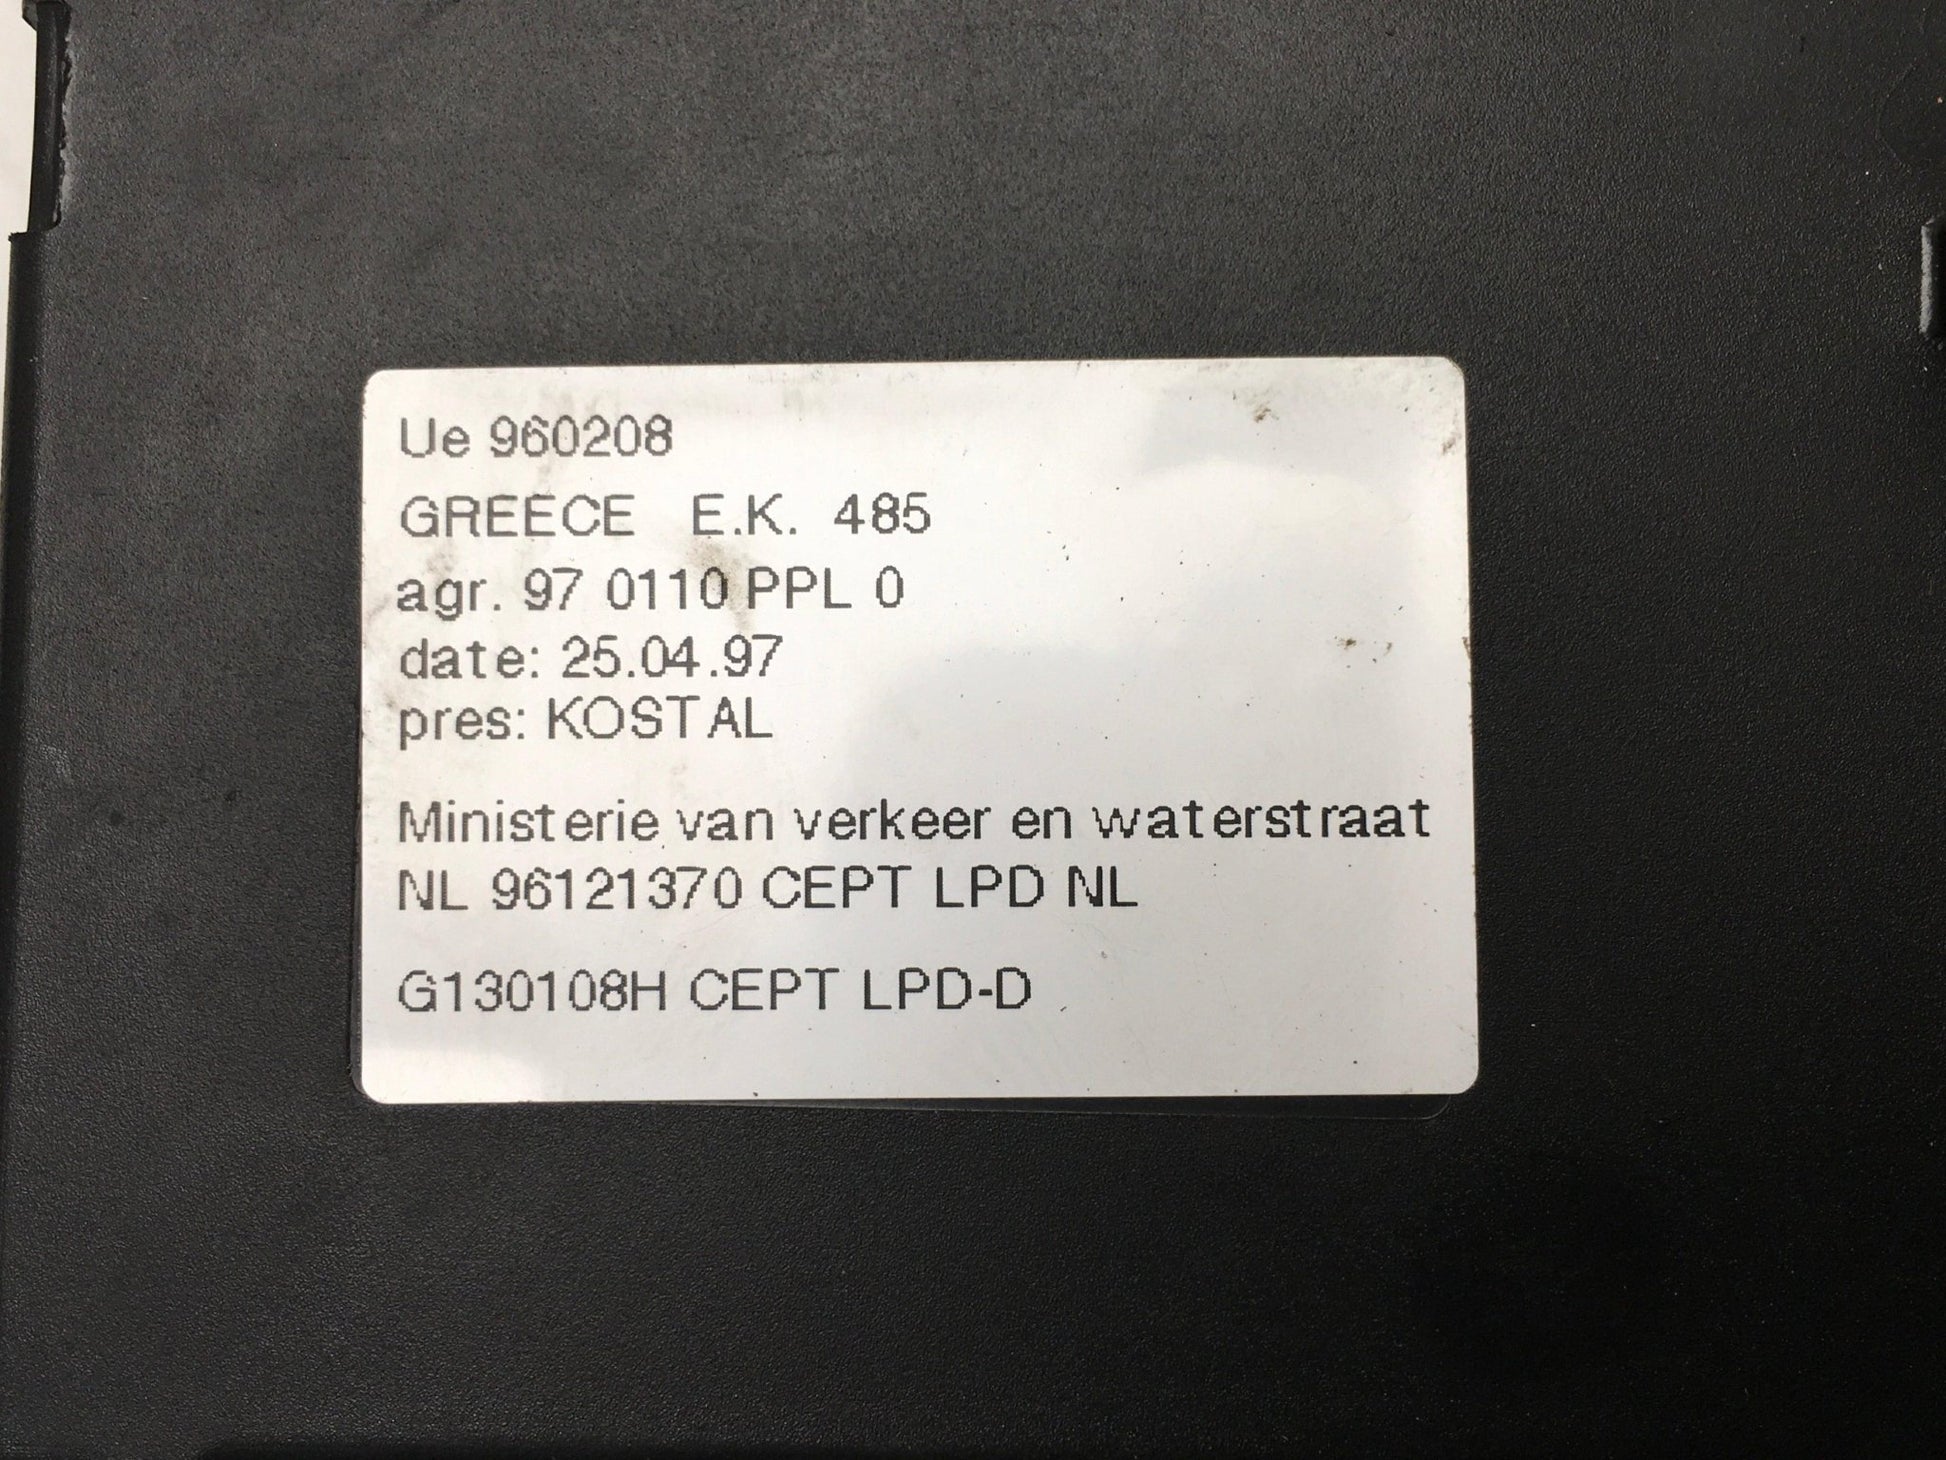 Ue 960208
GREECE E.K. 485
agr. 97 0110 PPL 0
date: 25.04.97
pres: KOSTAL
Ministerie van verkeer en waterstraat
NL 96121370 CEPT LPD NL
G130108H CEPT LPD-D